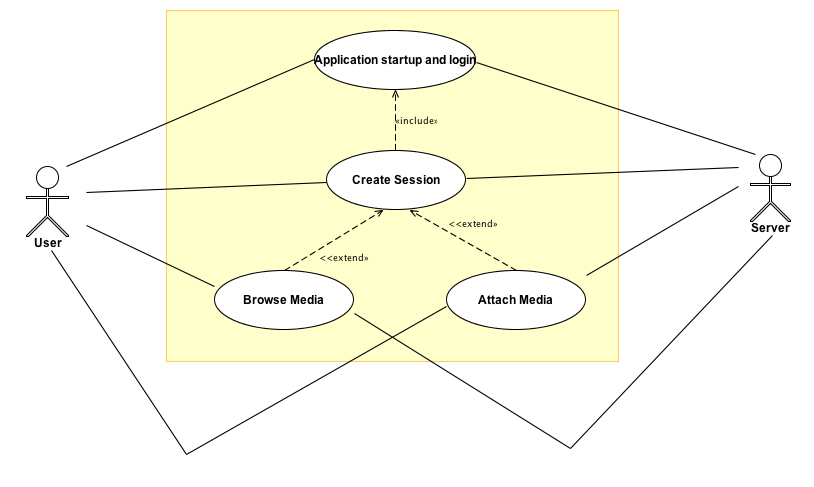 Application startup and login
«include»
Create Session
<<extend»
<<extend»
User
Server
Browse Media
Attach Media